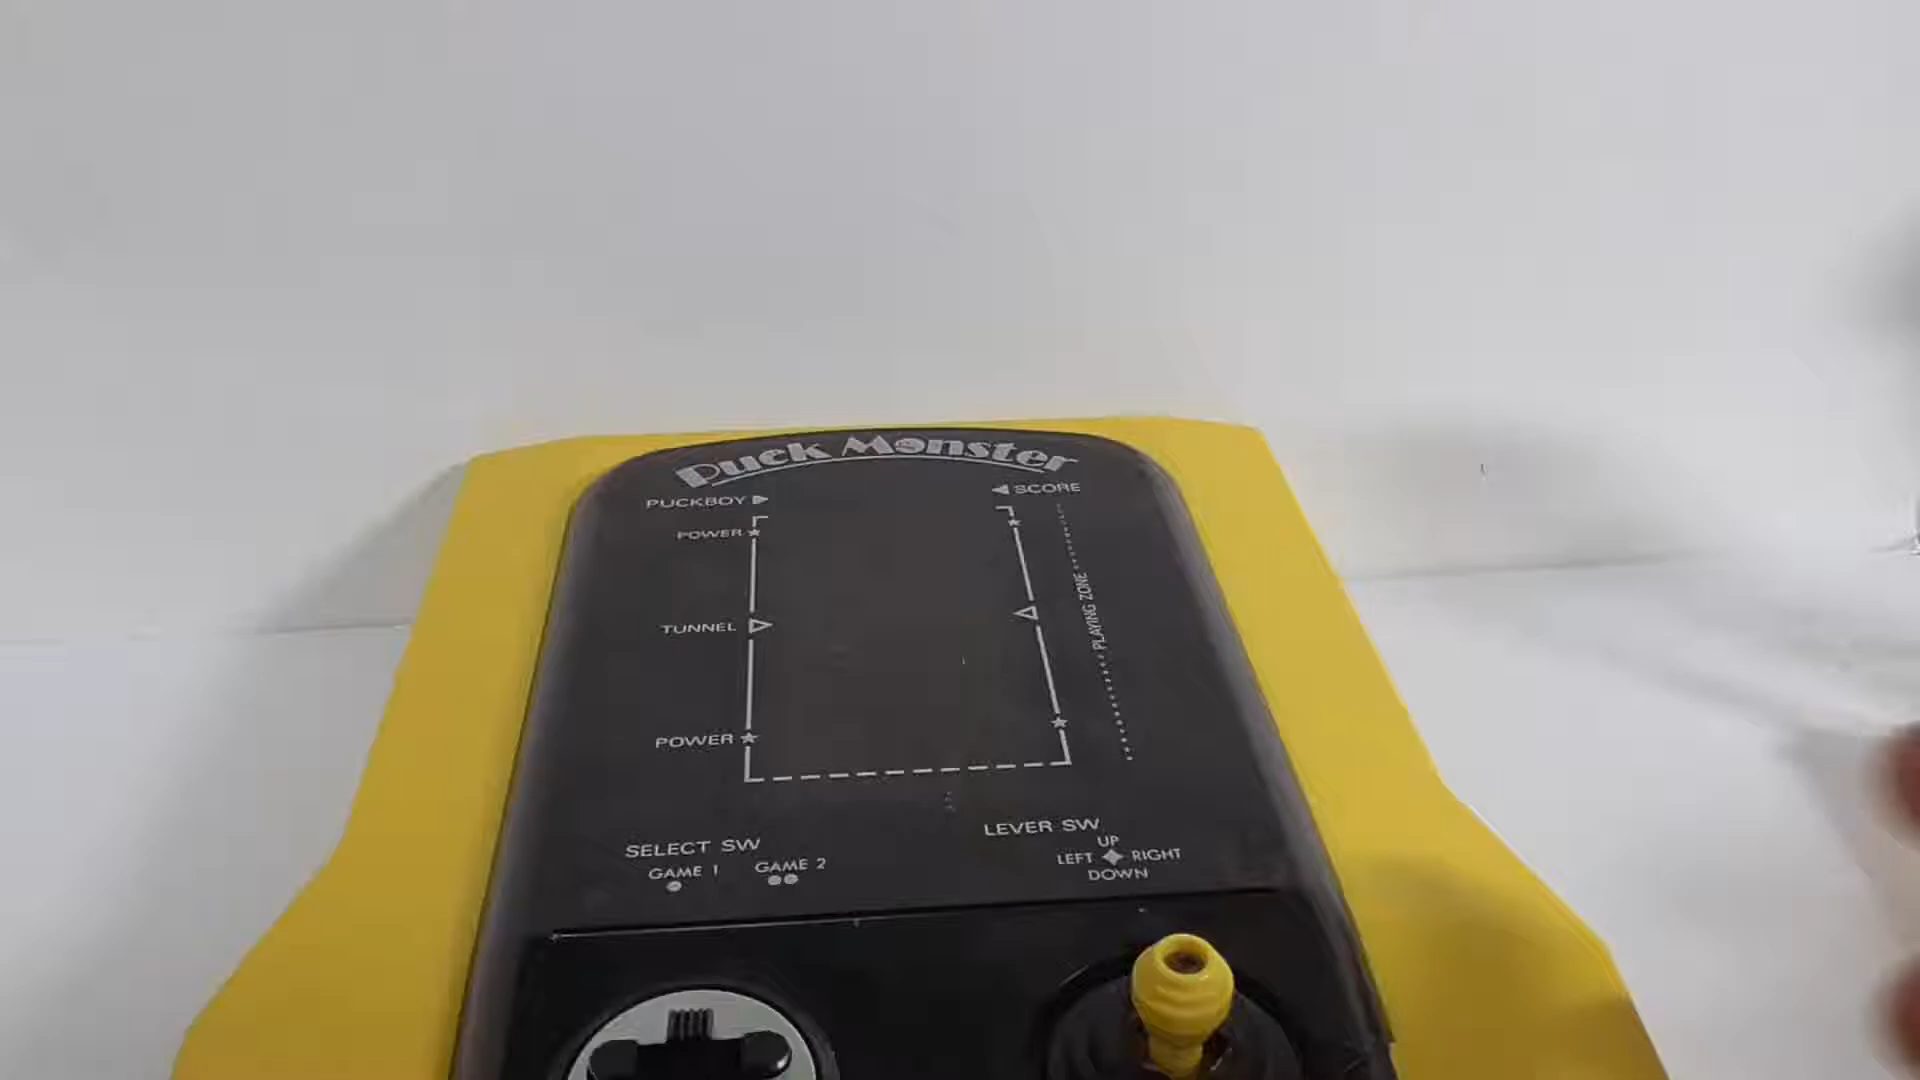 Puck Monster
PUCKBOY
SCORE
POWER
TUNNEL
PLAYING ZONE
POWER
SELECT SW
GAME 1
GAME 2
LEVER SW
UP
LEFT RIGHT
DOWN